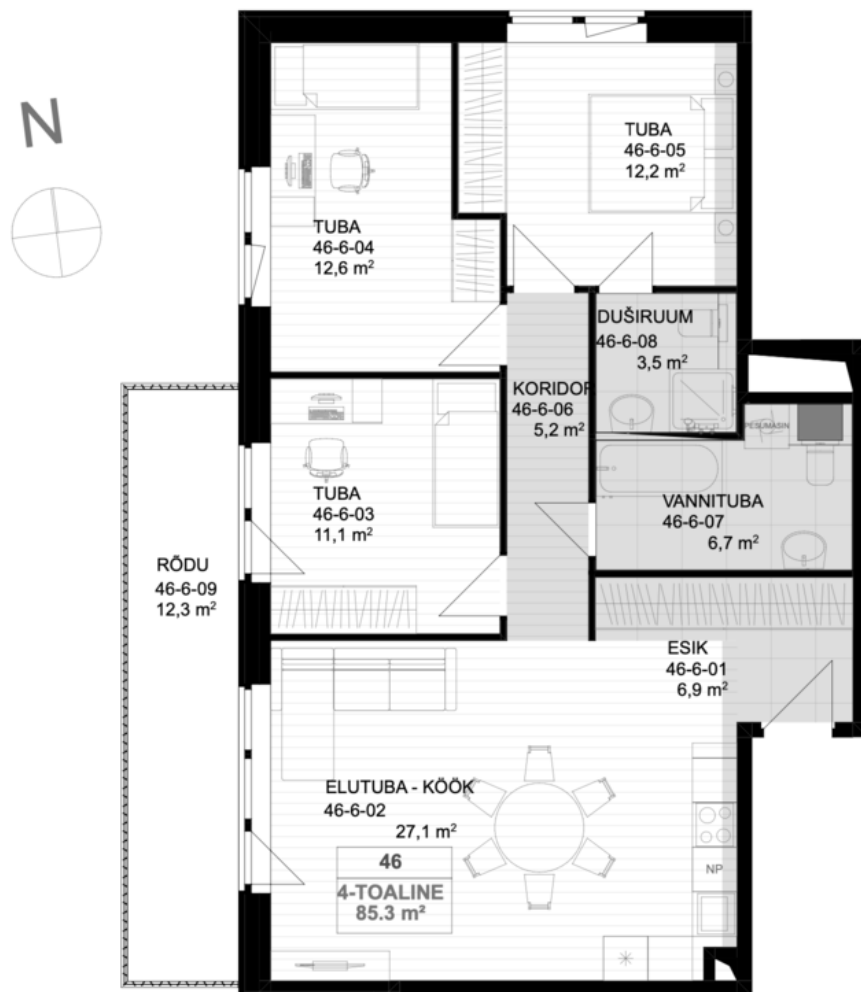 N
TUBA
46-6-05
12,2 m²
TUBA
46-6-04
12,6 m²
DUŠIRUUM
46-6-08
3,5 m²
KORIDOR
46-6-06
5,2 m²
PESUMASIN
TUBA
46-6-03
11,1 m²
VANNITUBA
46-6-07
6,7 m²
RÕDU
46-6-09
12,3 m²
ESIK
46-6-01
6,9 m²
ELUTUBA - KÖÖK
46-6-02
27,1 m²
46
4-TOALINE
85.3 m²
NP